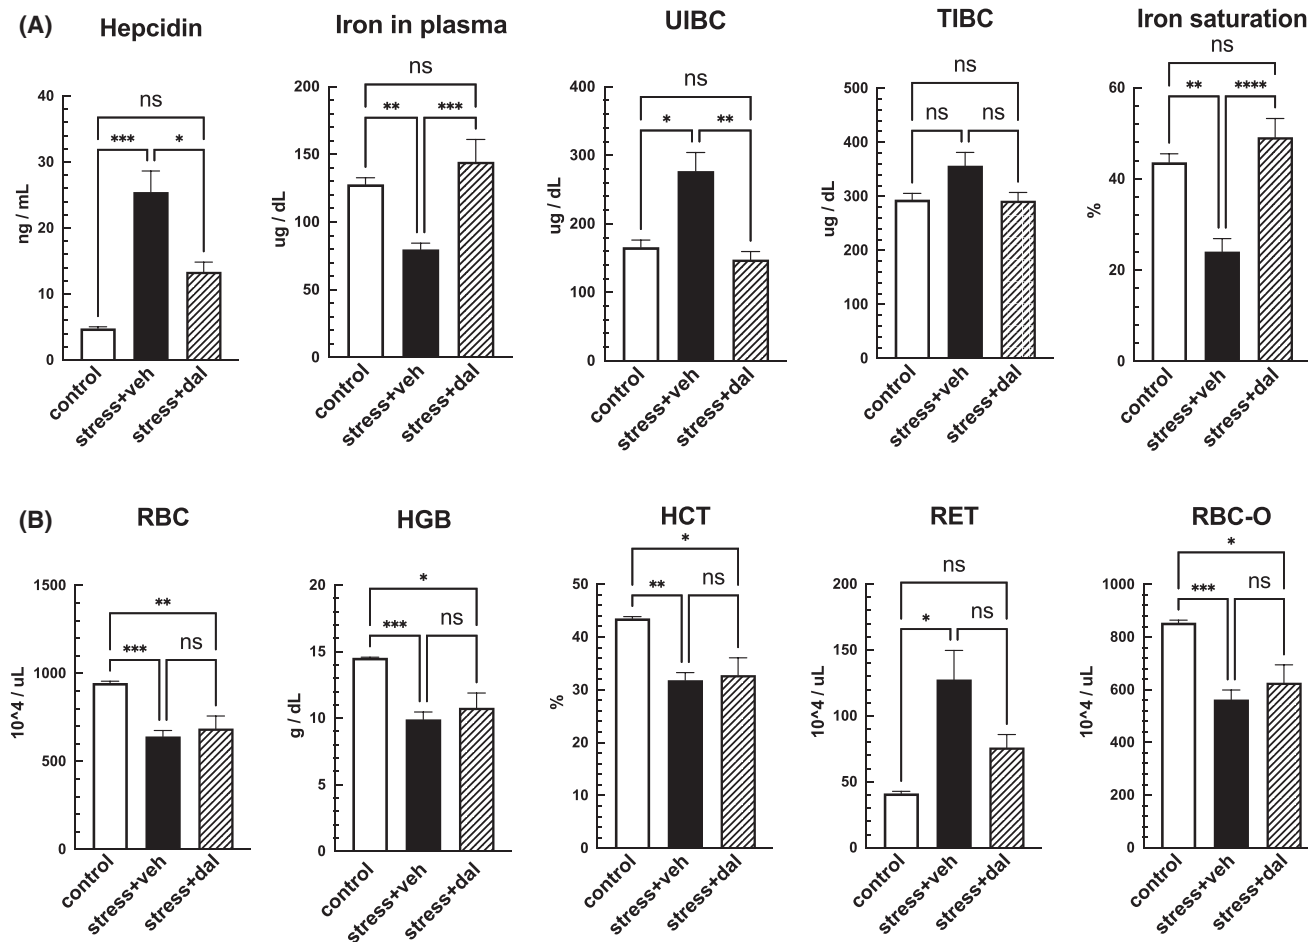 (A)
Hepcidin
ns
***
*
40
30
20
10
0
ng / mL
control
stress+veh
stress+dal
Iron in plasma
ns
**
***
200
150
100
50
0
ug / dL
control
stress+veh
stress+dal
UIBC
ns
*
**
400
300
200
100
0
ug / dL
control
stress+veh
stress+dal
TIBC
ns
ns
ns
500
400
300
200
100
0
ug / dL
control
stress+veh
stress+dal
Iron saturation
ns
**
****
60
40
20
0
%
control
stress+veh
stress+dal
(B)
RBC
**
***
ns
1500
1000
500
0
10^4 / uL
control
stress+veh
stress+dal
HGB
*
***
ns
20
15
10
5
0
g / dL
control
stress+veh
stress+dal
HCT
*
**
ns
50
40
30
20
10
0
%
control
stress+veh
stress+dal
RET
ns
*
ns
200
150
100
50
0
10^4 / uL
control
stress+veh
stress+dal
RBC-O
*
***
ns
1000
800
600
400
200
0
10^4 / uL
control
stress+veh
stress+dal